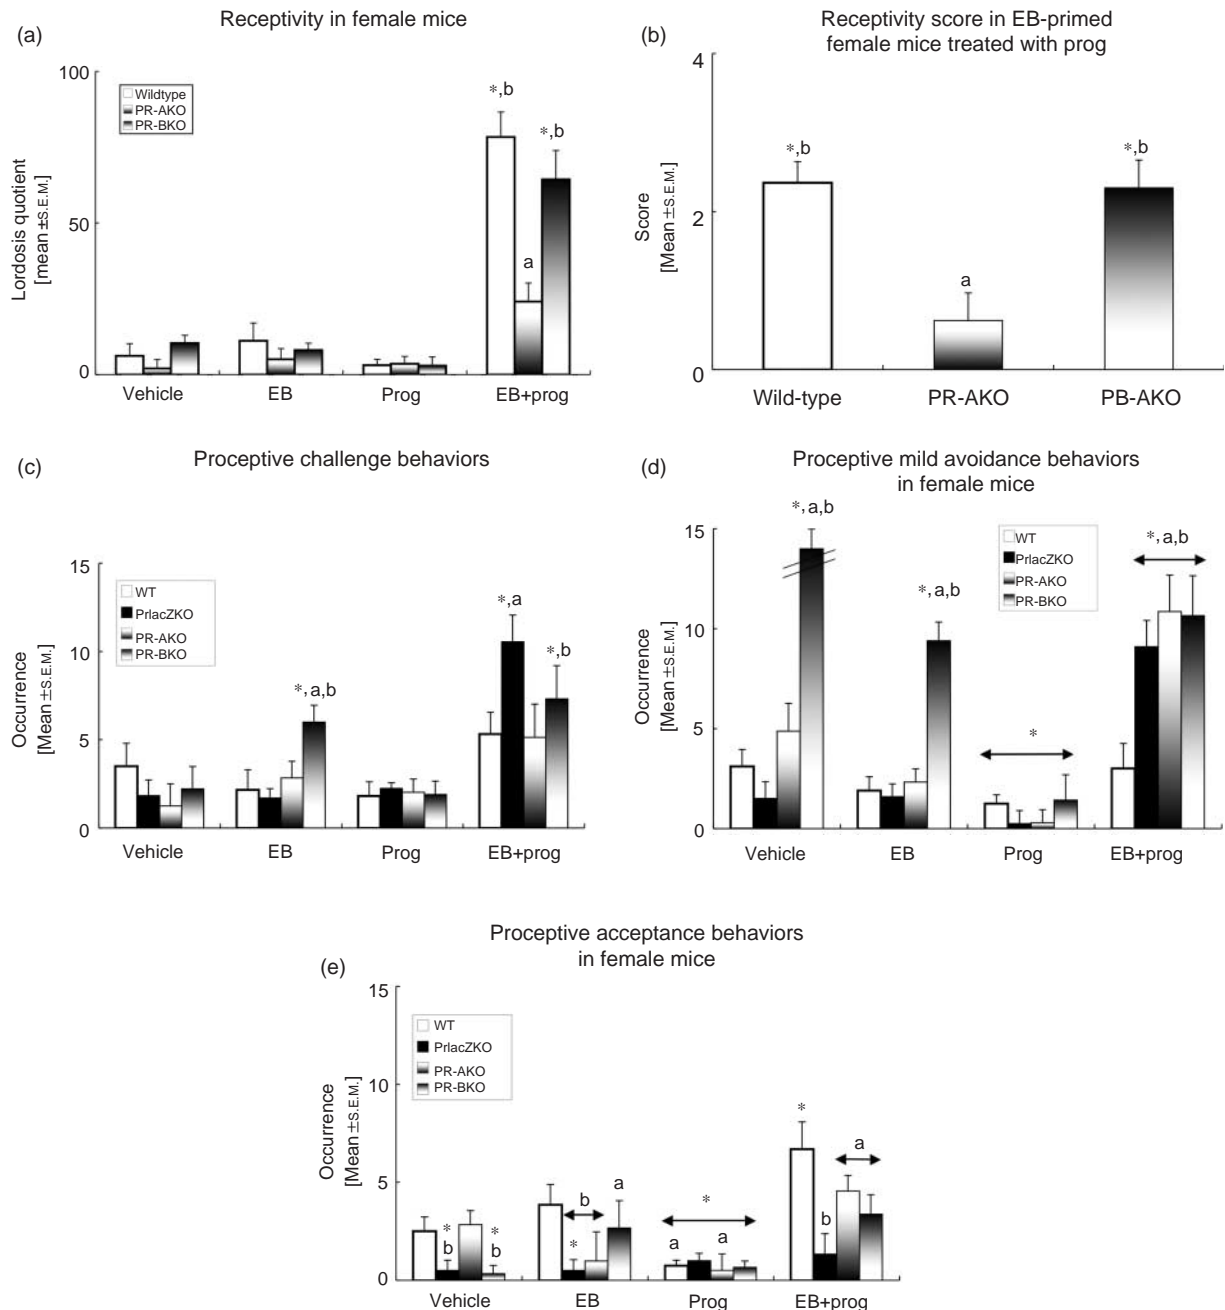 (a)
Receptivity in female mice
Lordosis quotient
[mean ±S.E.M.]
100
50
0
Wildtype
PR-AKO
PR-BKO
*,b
a
*,b
Vehicle
EB
Prog
EB+prog
(b)
Receptivity score in EB-primed
female mice treated with prog
Score
[Mean ±S.E.M.]
4
2
0
*,b
a
*,b
Wild-type
PR-AKO
PB-AKO
(c)
Proceptive challenge behaviors
Occurrence
[Mean ±S.E.M.]
15
10
5
0
WT
PrlacZKO
PR-AKO
PR-BKO
*,a,b
*,a
*,b
Vehicle
EB
Prog
EB+prog
(d)
Proceptive mild avoidance behaviors
in female mice
Occurrence
[Mean ±S.E.M.]
15
10
5
0
WT
PrlacZKO
PR-AKO
PR-BKO
*,a,b
*,a,b
*
*,a,b
Vehicle
EB
Prog
EB+prog
(e)
Proceptive acceptance behaviors
in female mice
Occurrence
[Mean ±S.E.M.]
15
10
5
0
WT
PrlacZKO
PR-AKO
PR-BKO
*
b
*
b
b
*
a
*
a
a
*
b
a
Vehicle
EB
Prog
EB+prog